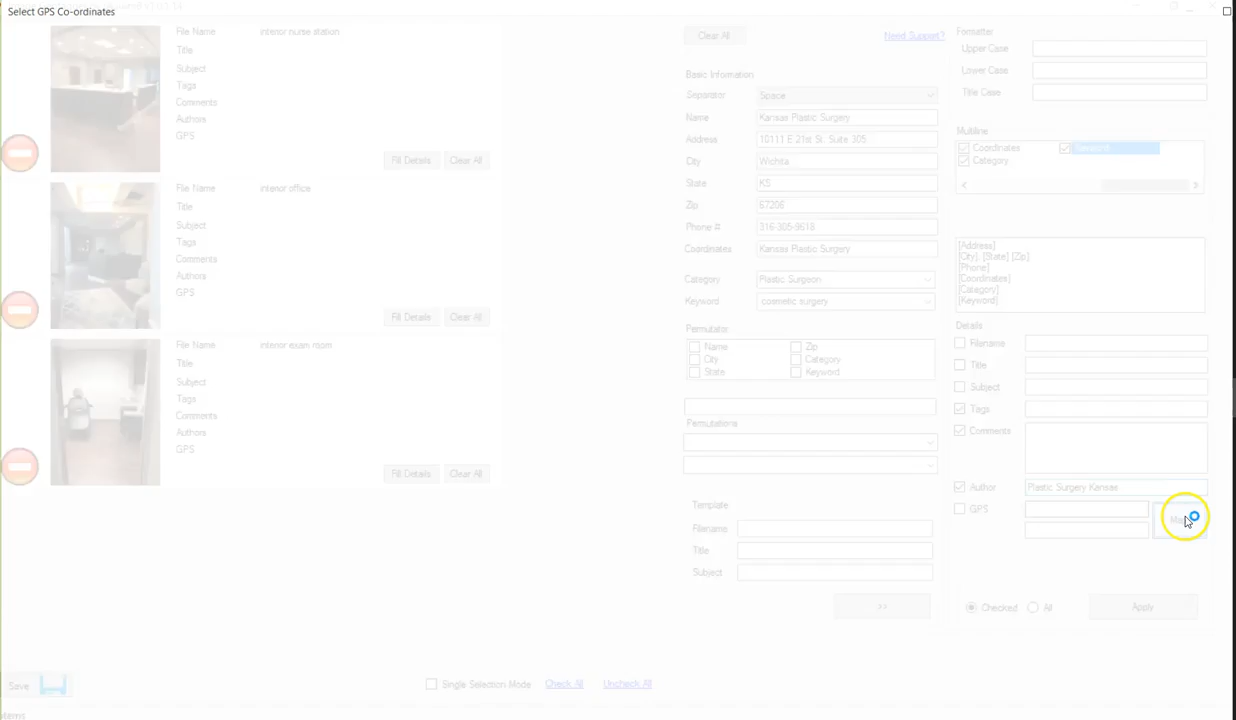 Select GPS Co-ordinates
File Name interior nurse station
Title
Subject
Tags
Comments
Authors
GPS
Fill Details Clear All
File Name interior office
Title
Subject
Tags
Comments
Authors
GPS
Fill Details Clear All
File Name interior exam room
Title
Subject
Tags
Comments
Authors
GPS
Fill Details Clear All
Save
Single Selection Mode Check All Uncheck All
Clear All Need Support?
Basic Information
Separator Space
Name Kansas Plastic Surgery
Address 10111 E 21st St. Suite 305
City Wichita
State KS
Zip 67206
Phone # 316-305-9618
Coordinates Kansas Plastic Surgery
Category Plastic Surgeon
Keyword cosmetic surgery
Permutator
Name Zip
City Category
State Keyword
Permutations
Template
Filename
Title
Subject
>>
Formatter
Upper Case
Lower Case
Title Case
Multiline
Coordinates Keyword
Category
[Address]
[City], [State] [Zip]
[Phone]
[Coordinates]
[Category]
[Keyword]
Details
Filename
Title
Subject
Tags
Comments
Author Plastic Surgery Kansas
GPS
Checked All Apply